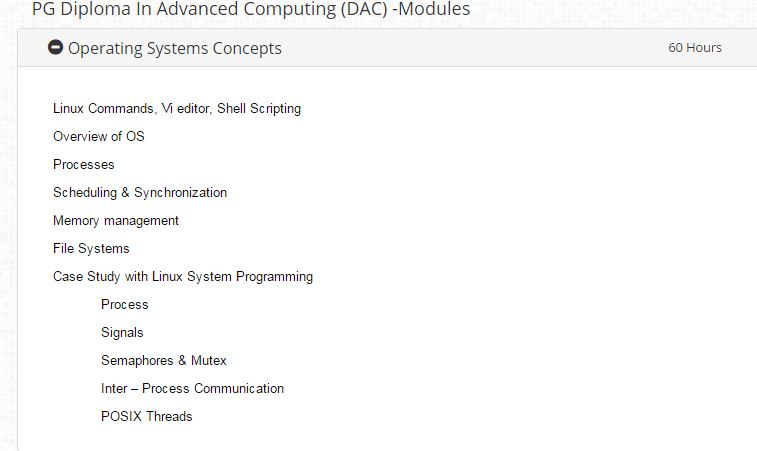 PG Diploma In Advanced Computing (DAC) -Modules
Operating Systems Concepts 60 Hours
Linux Commands, Vi editor, Shell Scripting
Overview of OS
Processes
Scheduling & Synchronization
Memory management
File Systems
Case Study with Linux System Programming
Process
Signals
Semaphores & Mutex
Inter – Process Communication
POSIX Threads